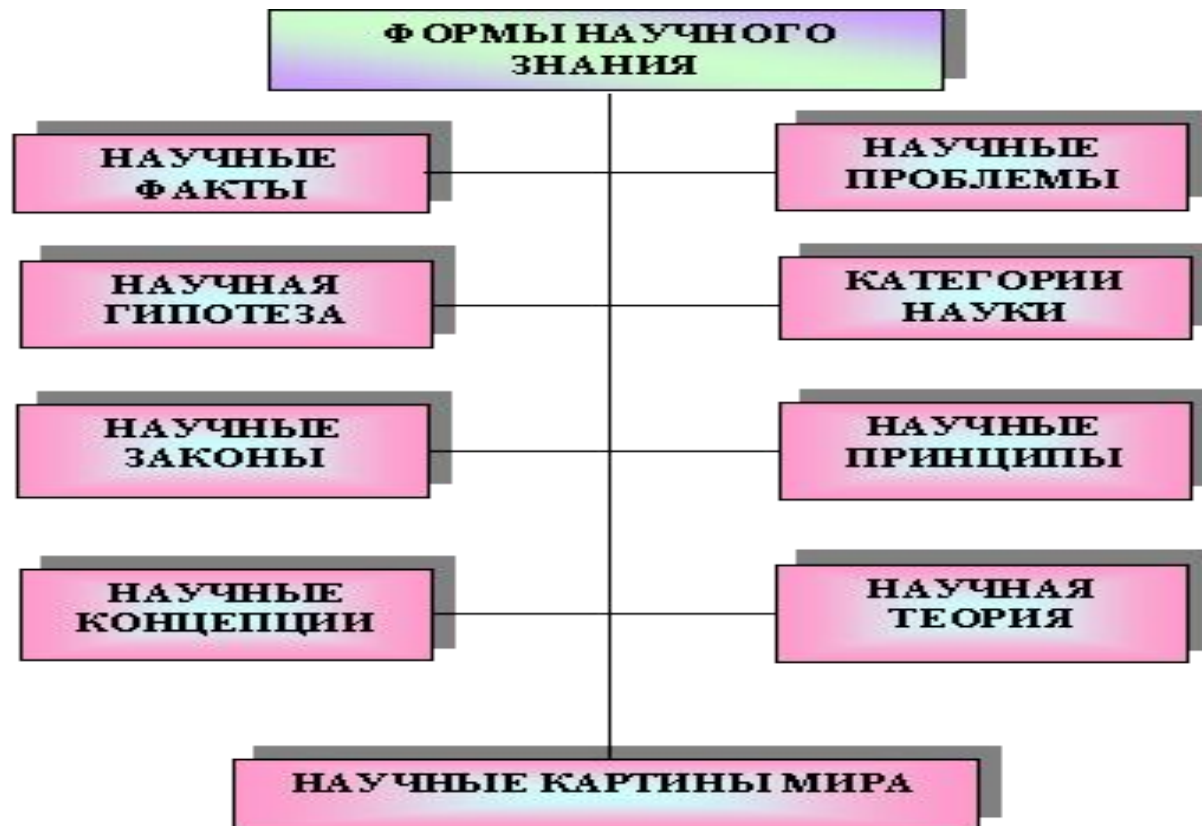 ФОРМЫ НАУЧНОГО
ЗНАНИЯ
НАУЧНЫЕ
ФАКТЫ
НАУЧНЫЕ
ПРОБЛЕМЫ
НАУЧНАЯ
ГИПОТЕЗА
КАТЕГОРИИ
НАУКИ
НАУЧНЫЕ
ЗАКОНЫ
НАУЧНЫЕ
ПРИНЦИПЫ
НАУЧНЫЕ
КОНЦЕПЦИИ
НАУЧНАЯ
ТЕОРИЯ
НАУЧНЫЕ КАРТИНЫ МИРА